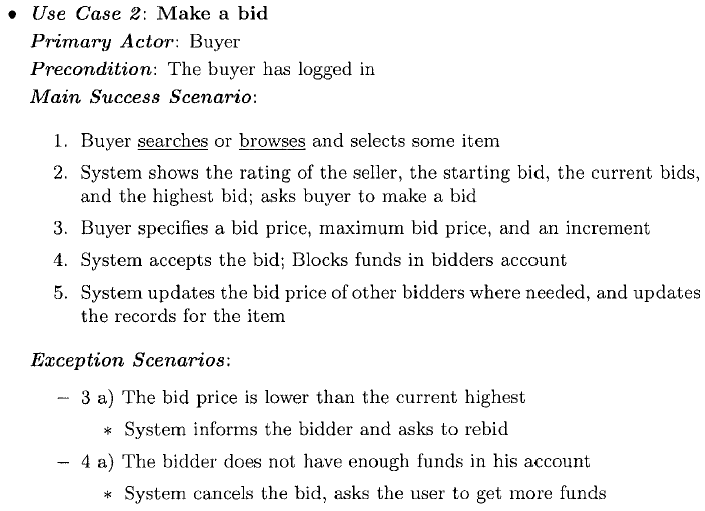 • Use Case 2: Make a bid
Primary Actor: Buyer
Precondition: The buyer has logged in
Main Success Scenario:
1. Buyer searches or browses and selects some item
2. System shows the rating of the seller, the starting bid, the current bids,
and the highest bid; asks buyer to make a bid
3. Buyer specifies a bid price, maximum bid price, and an increment
4. System accepts the bid; Blocks funds in bidders account
5. System updates the bid price of other bidders where needed, and updates
the records for the item
Exception Scenarios:
– 3 a) The bid price is lower than the current highest
* System informs the bidder and asks to rebid
– 4 a) The bidder does not have enough funds in his account
* System cancels the bid, asks the user to get more funds